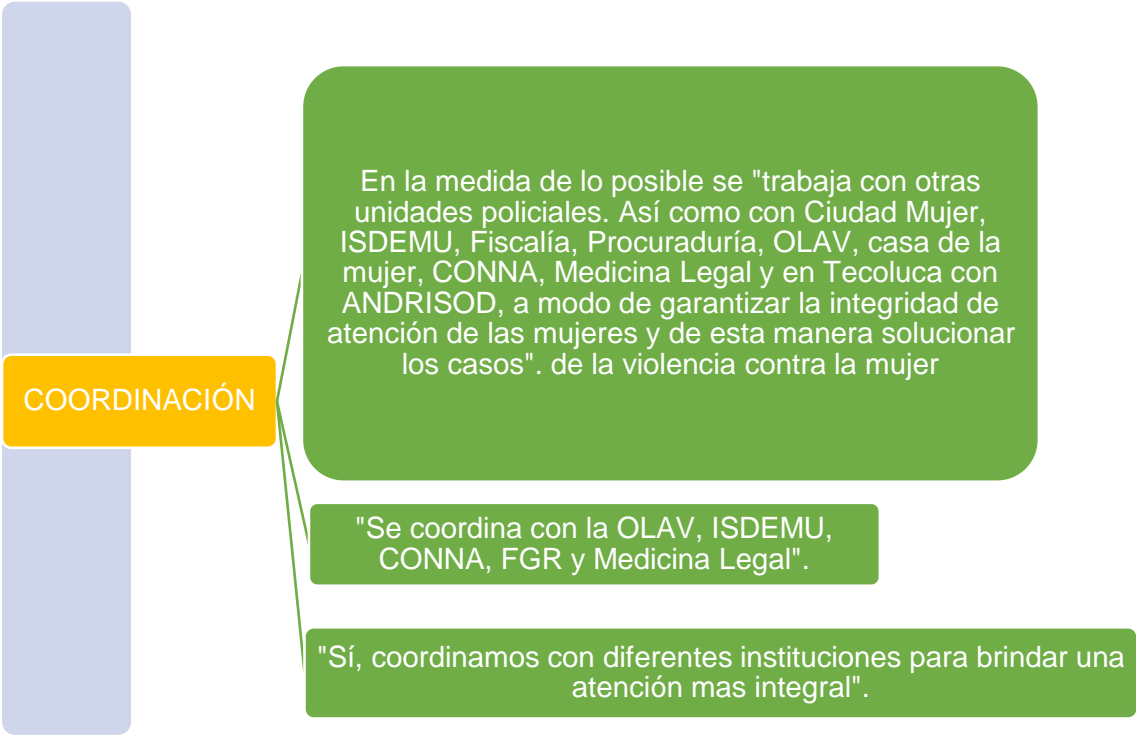 COORDINACIÓN
En la medida de lo posible se "trabaja con otras
unidades policiales. Así como con Ciudad Mujer,
ISDEMU, Fiscalía, Procuraduría, OLAV, casa de la
mujer, CONNA, Medicina Legal y en Tecoluca con
ANDRISOD, a modo de garantizar la integridad de
atención de las mujeres y de esta manera solucionar
los casos". de la violencia contra la mujer
"Se coordina con la OLAV, ISDEMU,
CONNA, FGR y Medicina Legal".
"Sí, coordinamos con diferentes instituciones para brindar una
atención mas integral".